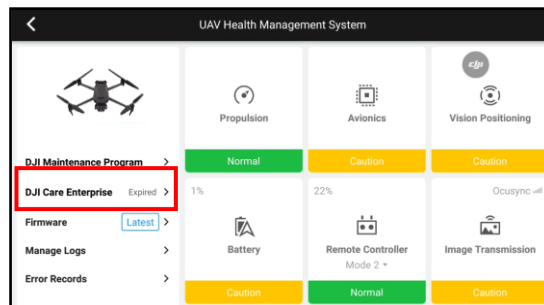 UAV Health Management System
dji
Propulsion
Avionics
Vision Positioning
DJI Maintenance Program
Normal
Caution
Caution
DJI Care Enterprise Expired
1%
22%
Ocusync
Firmware Latest
Battery
Remote Controller
Mode 2
Image Transmission
Manage Logs
Error Records
Caution
Normal
Caution